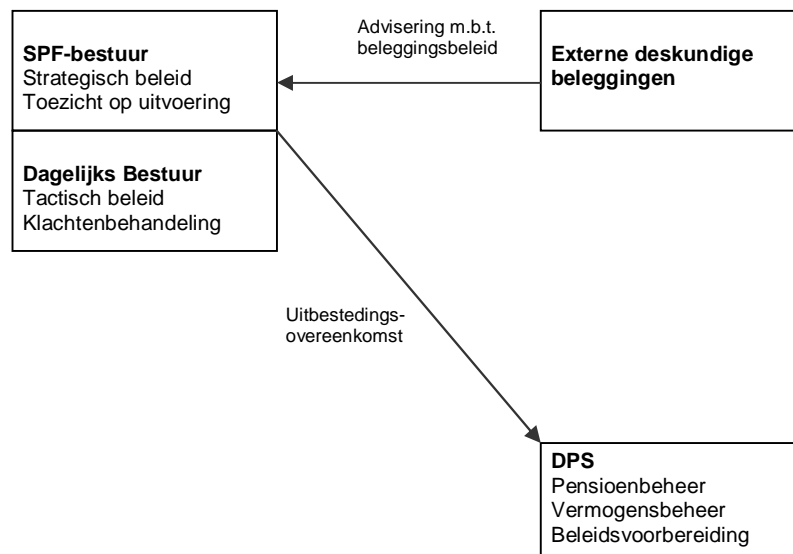 SPF-bestuur
Strategisch beleid
Toezicht op uitvoering
Advisering m.b.t.
beleggingsbeleid
Externe deskundige
beleggingen
Dagelijks Bestuur
Tactisch beleid
Klachtenbehandeling
Uitbestedings-
overeenkomst
DPS
Pensioenbeheer
Vermogensbeheer
Beleidsvoorbereiding